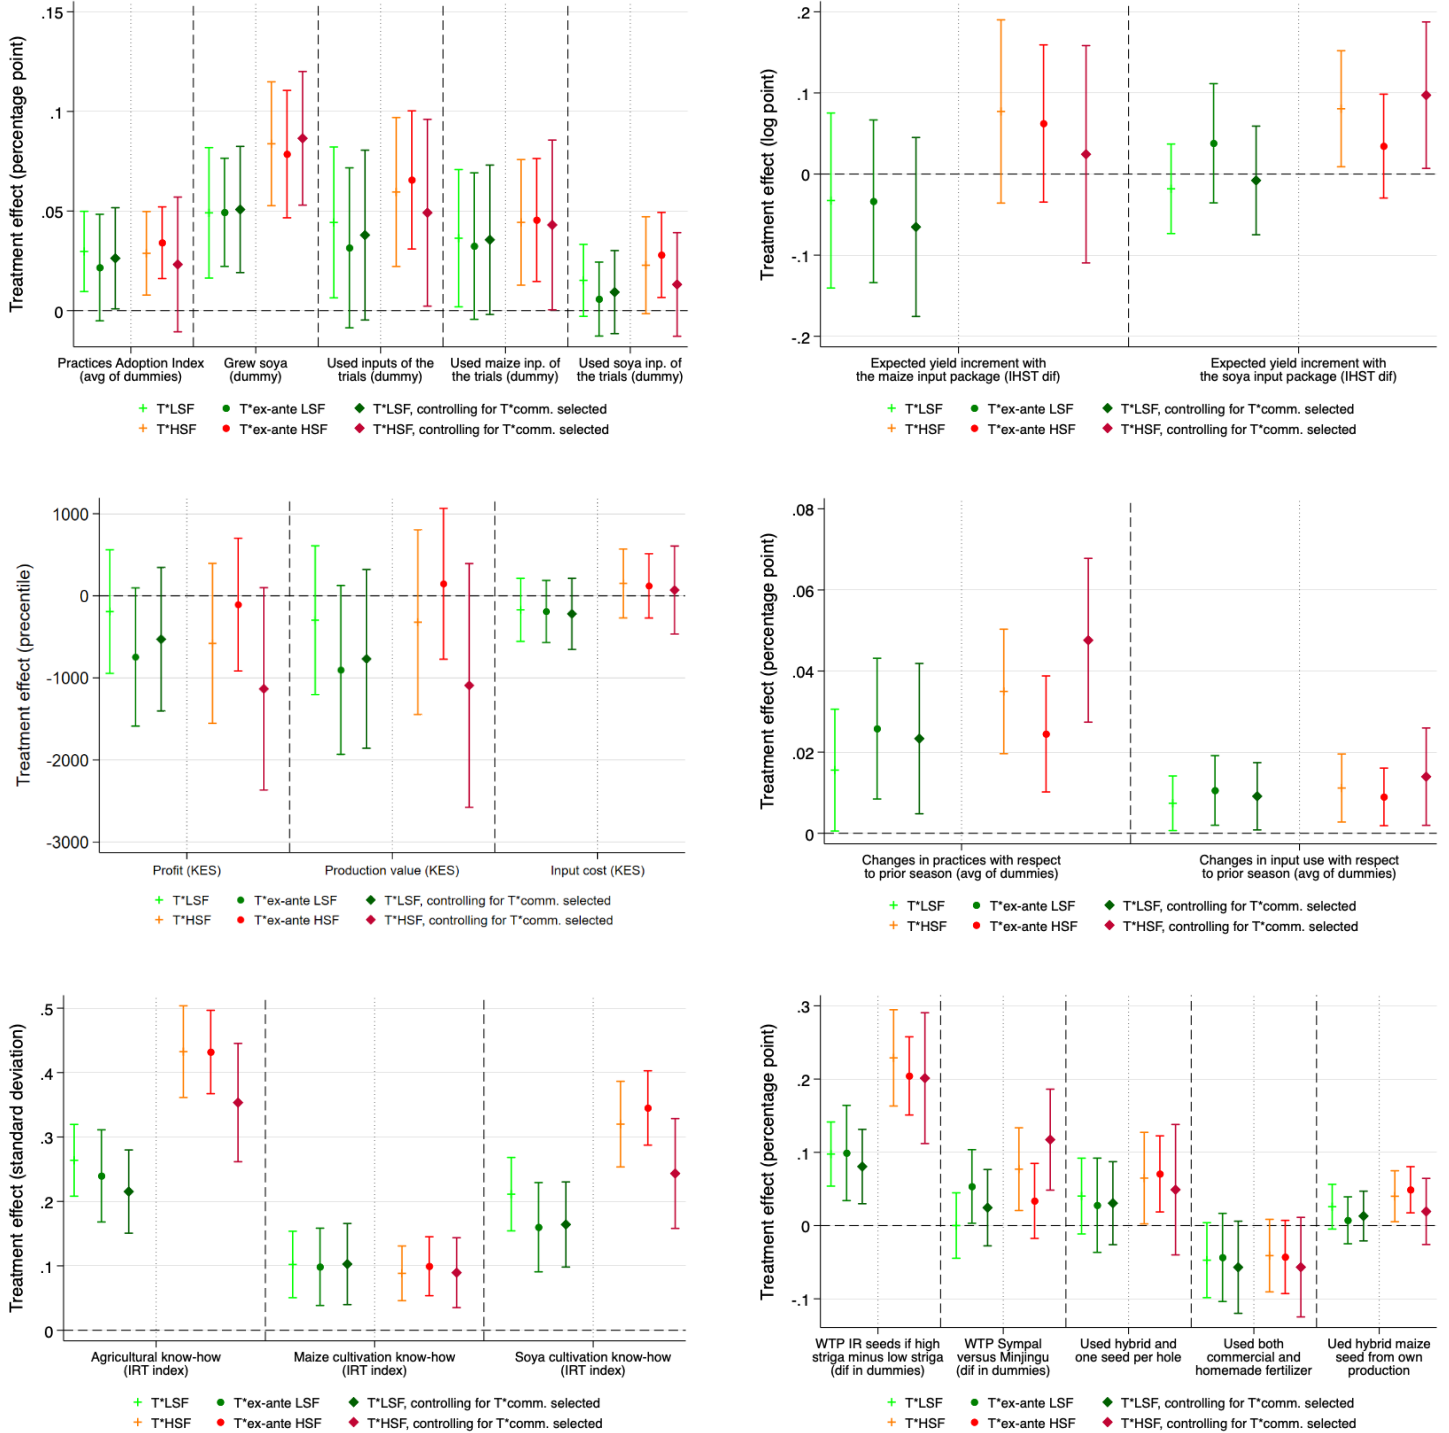 Treatment effect (percentage point)
.15
.1
.05
0
Practices Adoption Index
(avg of dummies)
Grew soya
(dummy)
Used inputs of the
trials (dummy)
Used maize inp. of
the trials (dummy)
Used soya inp. of
the trials (dummy)
T*LSF
T*ex-ante LSF
T*LSF, controlling for T*comm. selected
T*HSF
T*ex-ante HSF
T*HSF, controlling for T*comm. selected
Treatment effect (log point)
.2
.1
0
-.1
-.2
Expected yield increment with
the maize input package (IHST dif)
Expected yield increment with
the soya input package (IHST dif)
T*LSF
T*ex-ante LSF
T*LSF, controlling for T*comm. selected
T*HSF
T*ex-ante HSF
T*HSF, controlling for T*comm. selected
Treatment effect (precentile)
1000
0
-1000
-2000
-3000
Profit (KES)
Production value (KES)
Input cost (KES)
T*LSF
T*ex-ante LSF
T*LSF, controlling for T*comm. selected
T*HSF
T*ex-ante HSF
T*HSF, controlling for T*comm. selected
Treatment effect (percentage point)
.08
.06
.04
.02
0
Changes in practices with respect
to prior season (avg of dummies)
Changes in input use with respect
to prior season (avg of dummies)
T*LSF
T*ex-ante LSF
T*LSF, controlling for T*comm. selected
T*HSF
T*ex-ante HSF
T*HSF, controlling for T*comm. selected
Treatment effect (standard deviation)
.5
.4
.3
.2
.1
0
Agricultural know-how
(IRT index)
Maize cultivation know-how
(IRT index)
Soya cultivation know-how
(IRT index)
T*LSF
T*ex-ante LSF
T*LSF, controlling for T*comm. selected
T*HSF
T*ex-ante HSF
T*HSF, controlling for T*comm. selected
Treatment effect (percentage point)
.3
.2
.1
0
-.1
WTP IR seeds if high
striga minus low striga
(dif in dummies)
WTP Sympal
versus Minjingu
(dif in dummies)
Used hybrid and
one seed per hole
Used both
commercial and
homemade fertilizer
Ued hybrid maize
seed from own
production
T*LSF
T*ex-ante LSF
T*LSF, controlling for T*comm. selected
T*HSF
T*ex-ante HSF
T*HSF, controlling for T*comm. selected